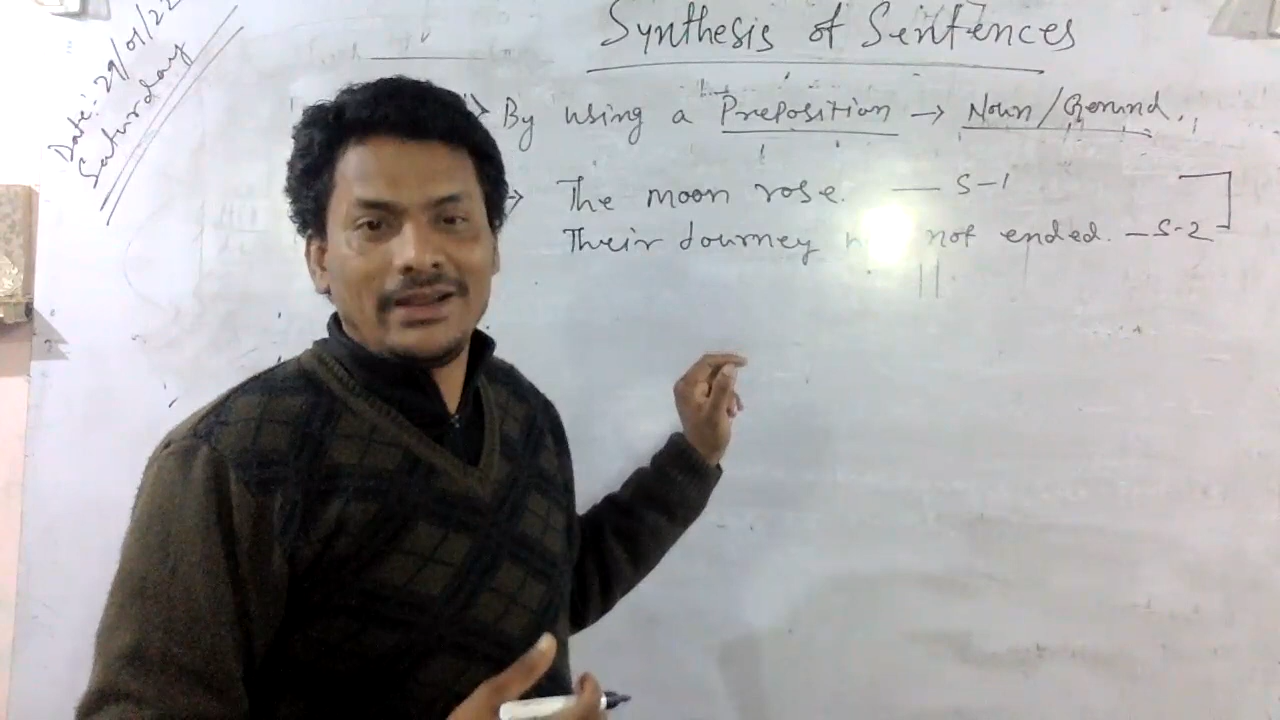 Date:- 29/01/22
Saturday
Synthesis of Sentences
By using a Preposition → Noun/Gerund.
→ The moon rose. — S-1
Their Journey not ended. — S-2